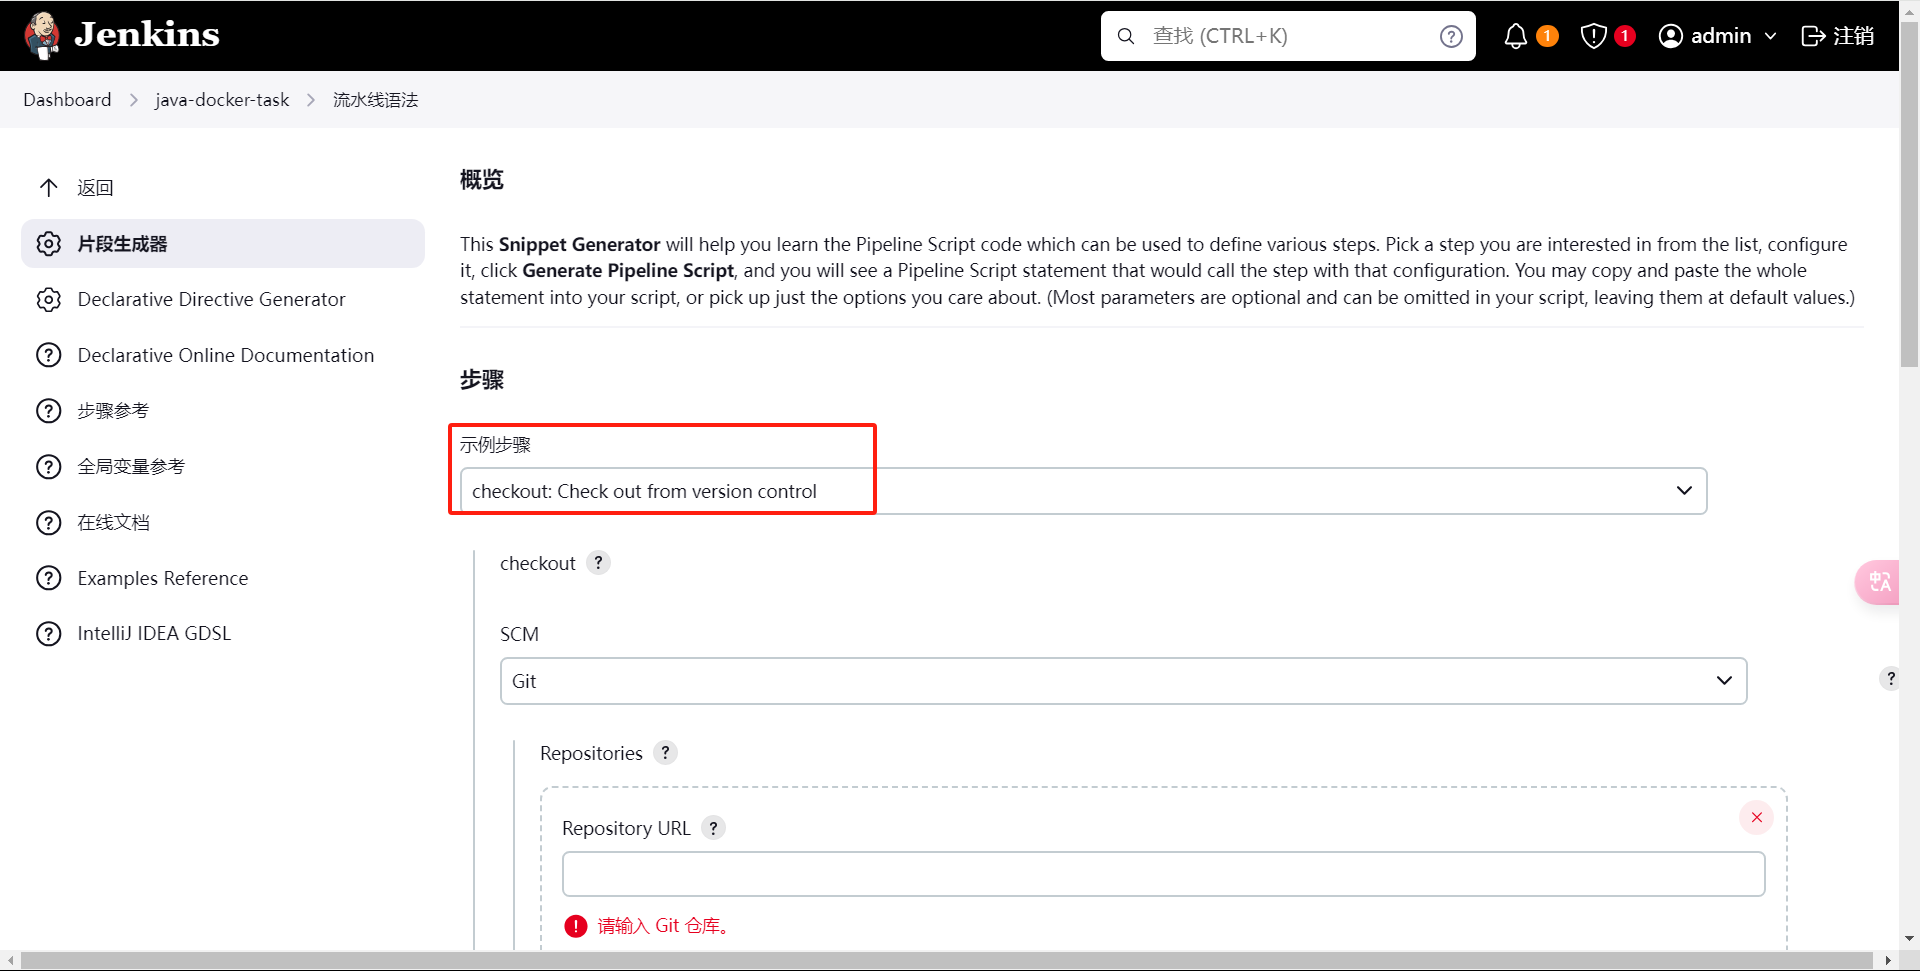 Jenkins
查找 (CTRL+K)
?
1
1
admin
注销
Dashboard
java-docker-task
流水线语法
返回
片段生成器
Declarative Directive Generator
Declarative Online Documentation
步骤参考
全局变量参考
在线文档
Examples Reference
IntelliJ IDEA GDSL
概览
This Snippet Generator will help you learn the Pipeline Script code which can be used to define various steps. Pick a step you are interested in from the list, configure
it, click Generate Pipeline Script, and you will see a Pipeline Script statement that would call the step with that configuration. You may copy and paste the whole
statement into your script, or pick up just the options you care about. (Most parameters are optional and can be omitted in your script, leaving them at default values.)
步骤
示例步骤
checkout: Check out from version control
checkout ?
SCM
Git
?
Repositories ?
Repository URL ?
请输入 Git 仓库。
中A